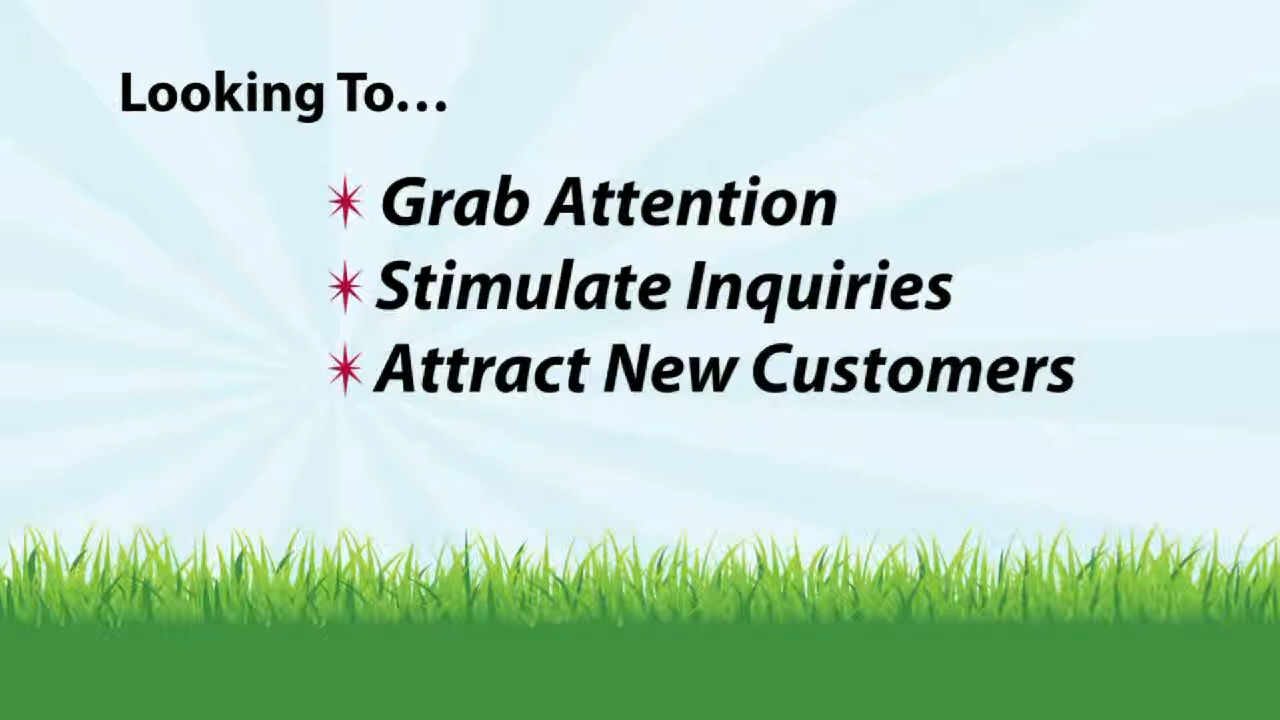 Looking To…
Grab Attention
Stimulate Inquiries
Attract New Customers